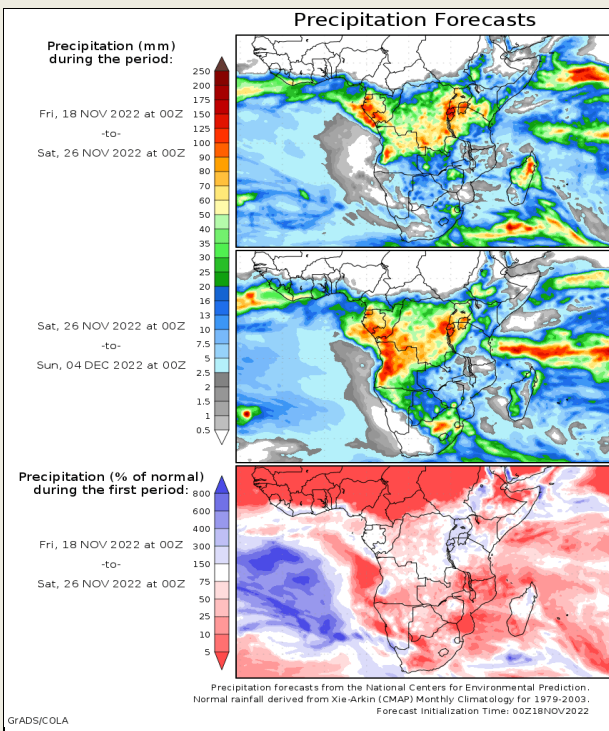 Precipitation Forecasts
Precipitation (mm)
during the period:
Fri, 18 NOV 2022 at 00Z
-to-
Sat, 26 NOV 2022 at 00Z
250
200
175
150
125
100
90
80
70
60
50
40
35
30
25
20
16
13
10
7.5
5
2.5
2
1.5
1
0.5
Sat, 26 NOV 2022 at 00Z
-to-
Sun, 04 DEC 2022 at 00Z
Precipitation (% of normal)
during the first period:
Fri, 18 NOV 2022 at 00Z
-to-
Sat, 26 NOV 2022 at 00Z
800
600
400
300
150
75
50
25
10
5
Precipitation forecasts from the National Centers for Environmental Prediction.
Normal rainfall derived from Xie-Arkin (CMAP) Monthly Climatology for 1979-2003.
Forecast Initialization Time: 00Z18NOV2022
GrADS/COLA